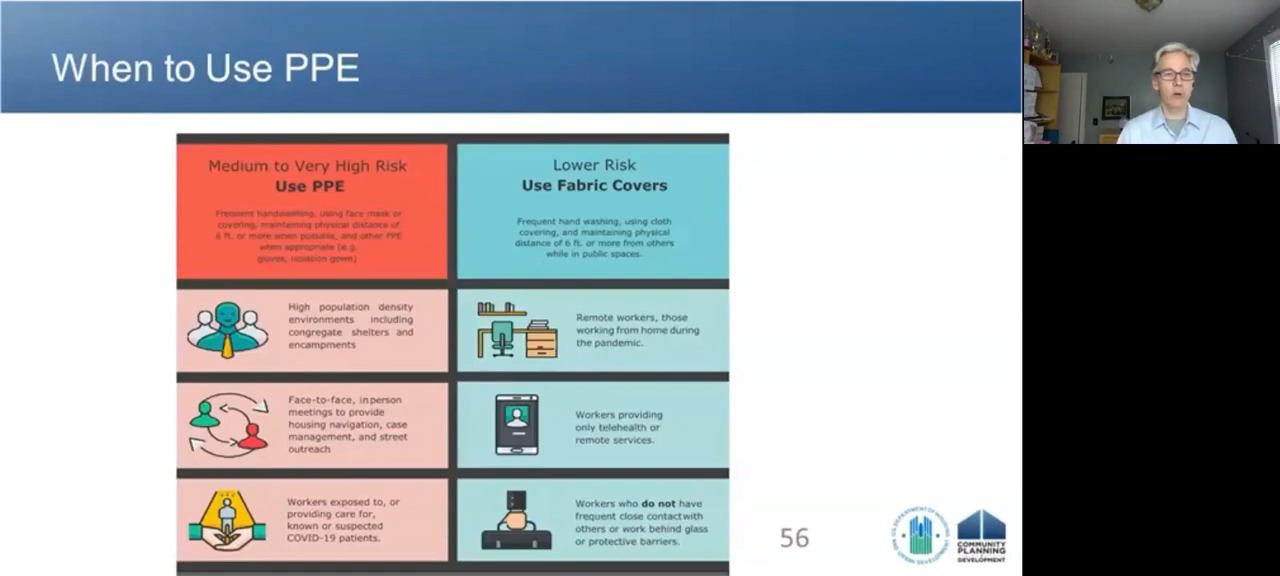 When to Use PPE
Medium to Very High Risk
Use PPE
Frequent handwashing, using face mask or
covering, maintaining physical distance of
6 ft. or more when possible, and other PPE
when appropriate (e.g.
gloves, isolation gown)
Lower Risk
Use Fabric Covers
Frequent hand washing, using cloth
covering, and maintaining physical
distance of 6 ft. or more from others
while in public spaces.
High population density
environments including
congregate shelters and
encampments
Remote workers, those
working from home during
the pandemic.
Face-to-face, inperson
meetings to provide
housing navigation, case
management, and street
outreach
Workers providing
only telehealth or
remote services.
Workers exposed to, or
providing care for,
known or suspected
COVID-19 patients.
Workers who do not have
frequent close contact with
others or work behind glass
or protective barriers.
56
U.S. DEPARTMENT OF HOUSING
AND URBAN DEVELOPMENT
COMMUNITY
PLANNING
DEVELOPMENT